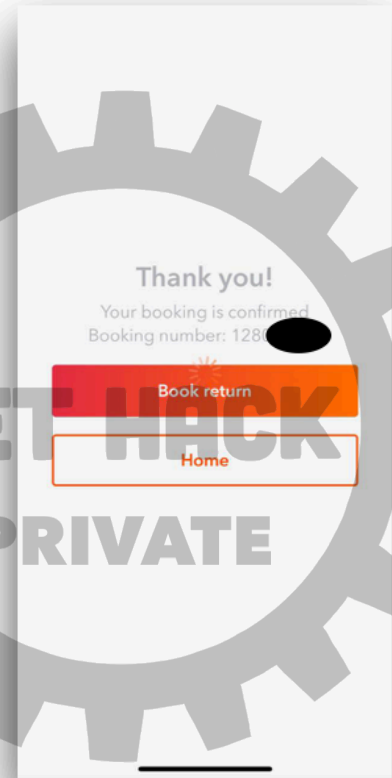 Thank you!
Your booking is confirmed
Booking number: 1280
Book return
Home
ET HACK
PRIVATE